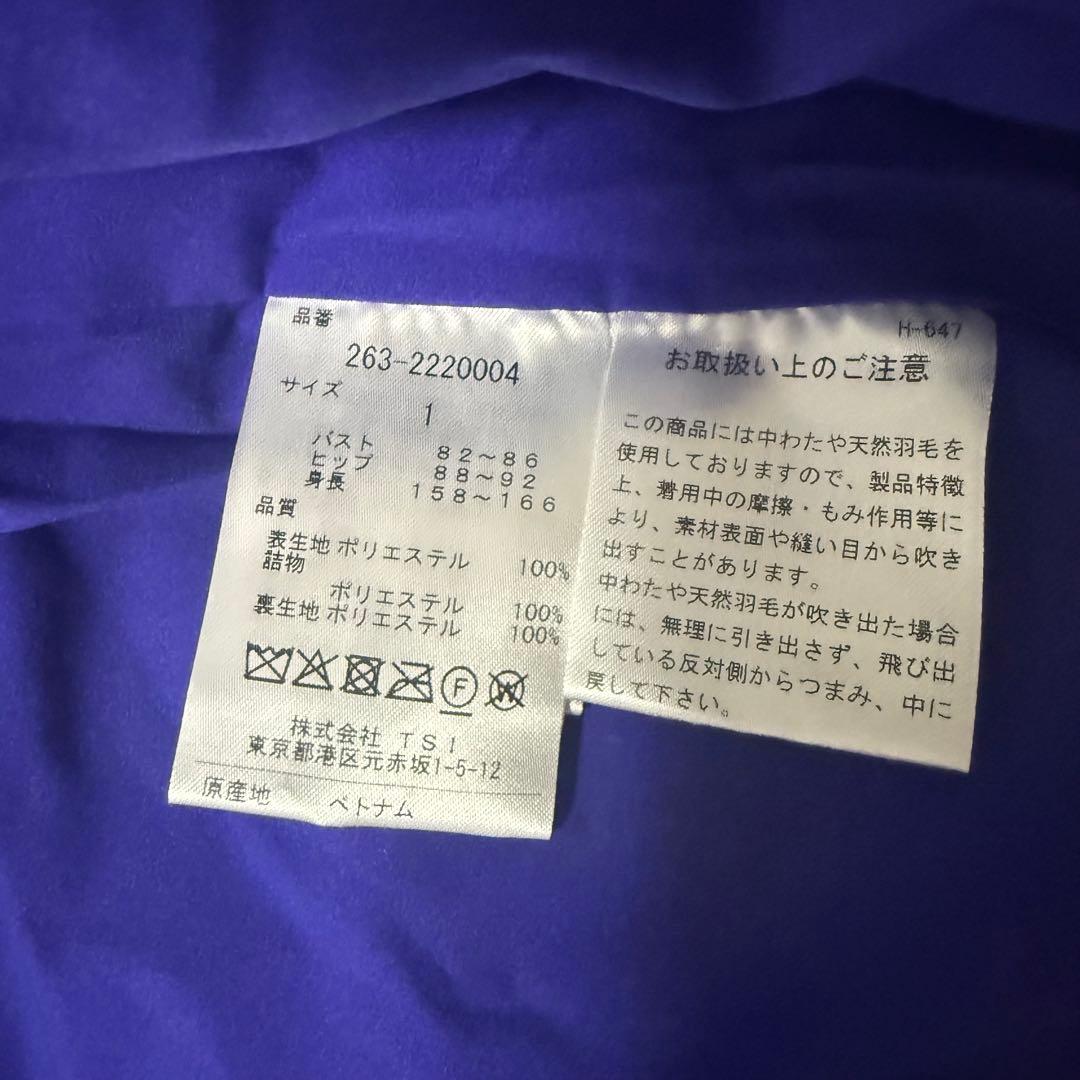 品番
263-2220004
サイズ
1
バスト 82～86
ヒップ 88～92
身長 158～166
品質
表生地 ポリエステル 100%
詰物
ポリエステル 100%
裏生地 ポリエステル 100%
F
W
株式会社 TSI
東京都港区元赤坂1-5-12
原産地 ベトナム
H-647
お取扱い上のご注意
この商品には中わたや天然羽毛を
使用しておりますので、製品特徴
上、着用中の摩擦・もみ作用等に
より、素材表面や縫い目から吹き
出すことがあります。
中わたや天然羽毛が吹き出た場合
には、無理に引き出さず、飛び出
している反対側からつまみ、中に
戻して下さい。